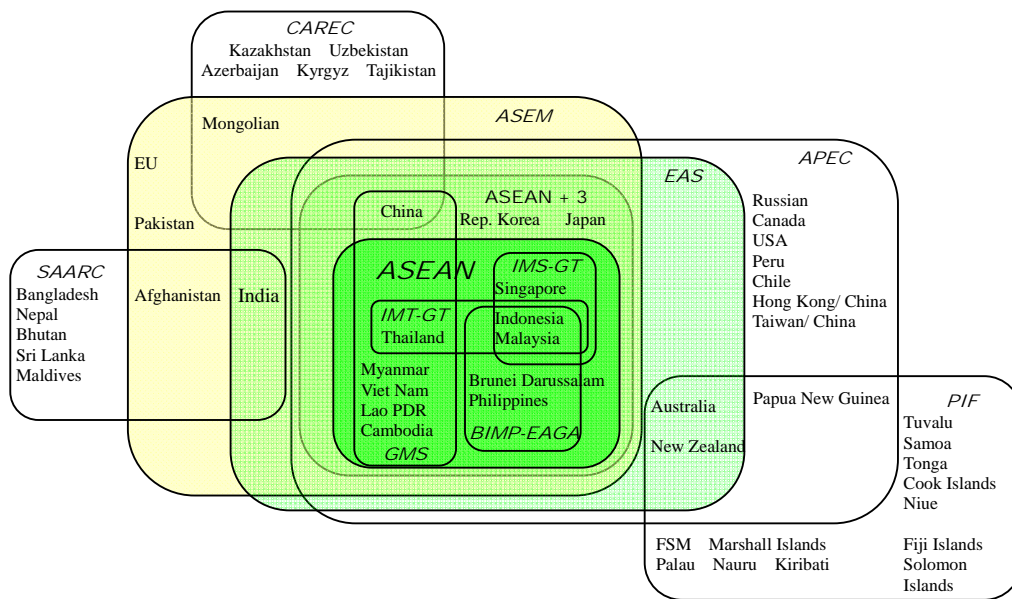 CAREC
Kazakhstan Uzbekistan
Azerbaijan Kyrgyz Tajikistan
Mongolian
ASEM
EU
Pakistan
APEC
EAS
ASEAN + 3
China
Rep. Korea Japan
Russian
Canada
USA
Peru
Chile
Hong Kong/ China
Taiwan/ China
SAARC
Bangladesh
Nepal
Bhutan
Sri Lanka
Maldives
Afghanistan
India
ASEAN
IMS-GT
Singapore
IMT-GT
Thailand
Indonesia
Malaysia
Myanmar
Viet Nam
Lao PDR
Cambodia
GMS
Brunei Darussalam
Philippines
BIMP-EAGA
Australia
New Zealand
Papua New Guinea
PIF
Tuvalu
Samoa
Tonga
Cook Islands
Niue
FSM Marshall Islands
Palau Nauru Kiribati
Fiji Islands
Solomon
Islands